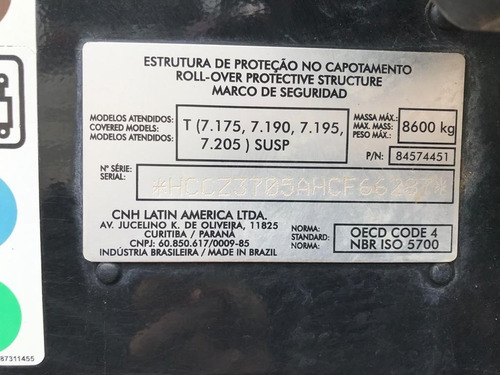 ESTRUTURA DE PROTEÇÃO NO CAPOTAMENTO
ROLL-OVER PROTECTIVE STRUCTURE
MARCO DE SEGURIDAD
MODELOS ATENDIDOS:
COVERED MODELS:
MODELOS ATENDIDOS:
T (7.175, 7.190, 7.195,
7.205 ) SUSP
MASSA MÁX.:
MAX. MASS:
PESO MÁX.:
8600 kg
P/N: 84574451
Nº SÉRIE:
SERIAL:
*HCCZ3705AHCF66287*
CNH LATIN AMERICA LTDA.
AV. JUCELINO K. DE OLIVEIRA, 11825
CURITIBA / PARANÁ
CNPJ: 60.850.617/0009-85
INDÚSTRIA BRASILEIRA / MADE IN BRAZIL
NORMA:
STANDARD:
NORMA:
OECD CODE 4
NBR ISO 5700
87311455